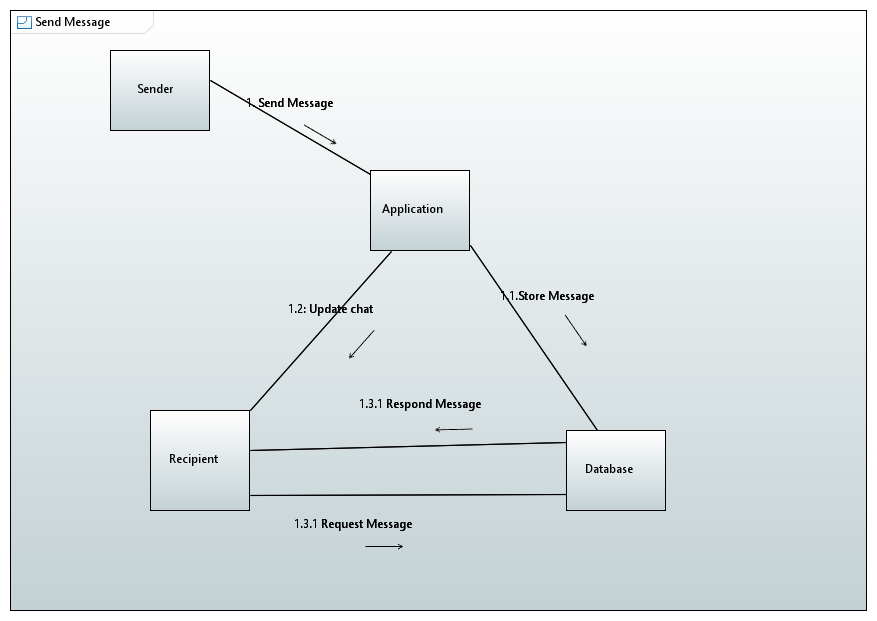 Send Message
Sender
1. Send Message
Application
1.1.Store Message
1.2: Update chat
1.3.1 Respond Message
Recipient
Database
1.3.1 Request Message